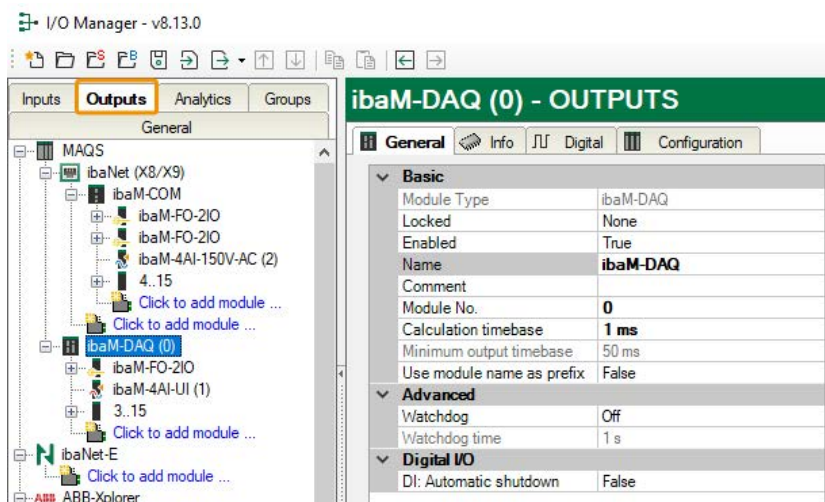 I/O Manager - v8.13.0
Inputs Outputs Analytics Groups
General
MAQS
ibaNet (X8/X9)
ibaM-COM
ibaM-FO-2IO
ibaM-FO-2IO
ibaM-4AI-150V-AC (2)
4..15
Click to add module ...
Click to add module ...
ibaM-DAQ (0)
ibaM-FO-2IO
ibaM-4AI-UI (1)
3..15
Click to add module ...
ibaNet-E
Click to add module ...
ABB ABB-Xplorer
ibaM-DAQ (0) - OUTPUTS
General Info Digital Configuration
Basic
Module Type ibaM-DAQ
Locked None
Enabled True
Name ibaM-DAQ
Comment
Module No. 0
Calculation timebase 1 ms
Minimum output timebase 50 ms
Use module name as prefix False
Advanced
Watchdog Off
Watchdog time 1 s
Digital I/O
DI: Automatic shutdown False